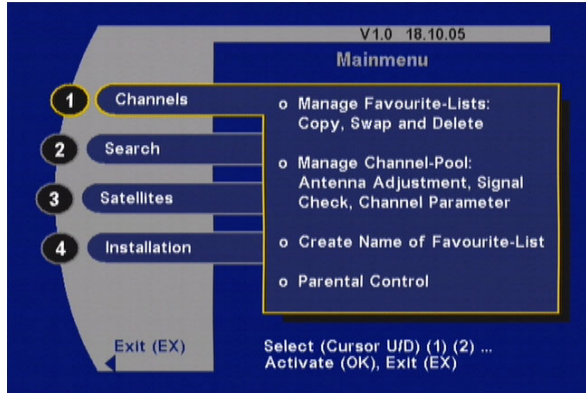 V1.0 18.10.05
Mainmenu
1 Channels
2 Search
3 Satellites
4 Installation
o Manage Favourite-Lists:
Copy, Swap and Delete
o Manage Channel-Pool:
Antenna Adjustment, Signal
Check, Channel Parameter
o Create Name of Favourite-List
o Parental Control
Exit (EX)
Select (Cursor U/D) (1) (2) ...
Activate (OK), Exit (EX)